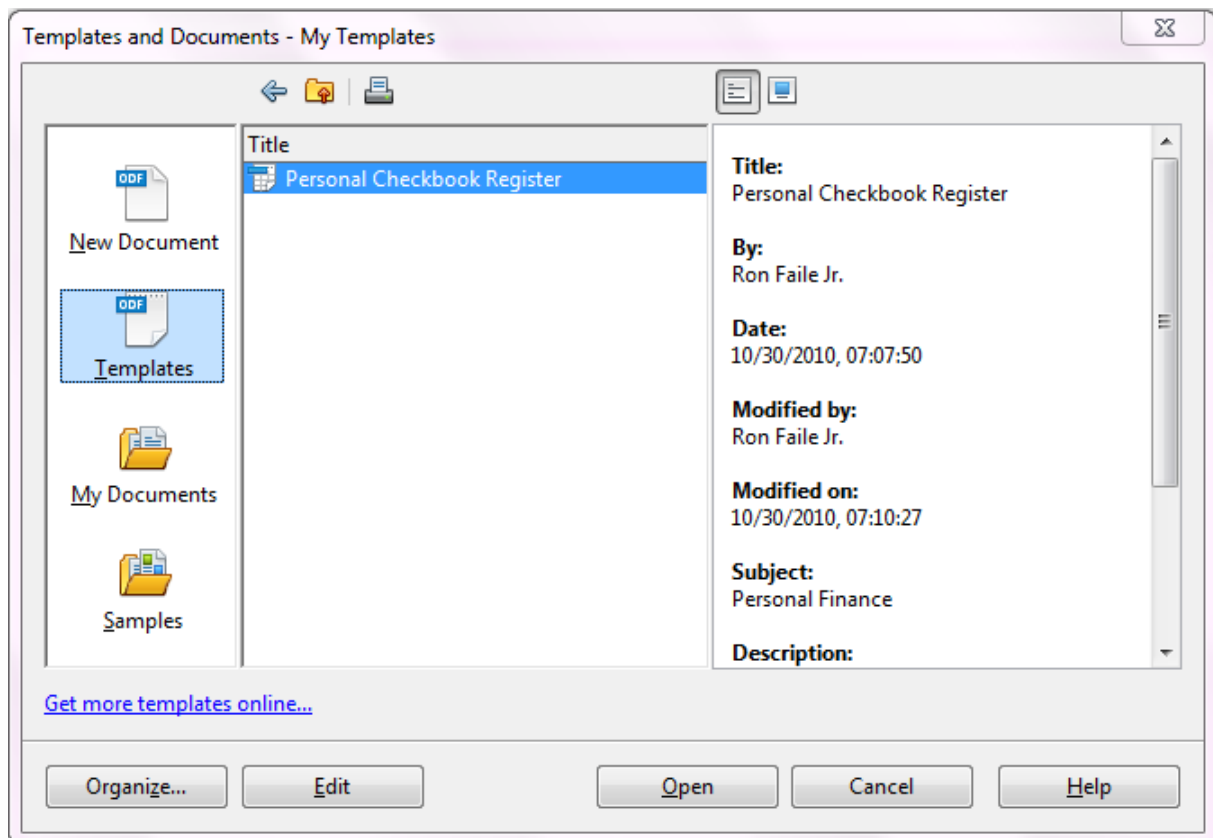 Templates and Documents - My Templates
ODF
New Document
ODF
Templates
My Documents
Samples
Title
Personal Checkbook Register
Title:
Personal Checkbook Register
By:
Ron Faile Jr.
Date:
10/30/2010, 07:07:50
Modified by:
Ron Faile Jr.
Modified on:
10/30/2010, 07:10:27
Subject:
Personal Finance
Description:
Get more templates online...
Organize... Edit Open Cancel Help